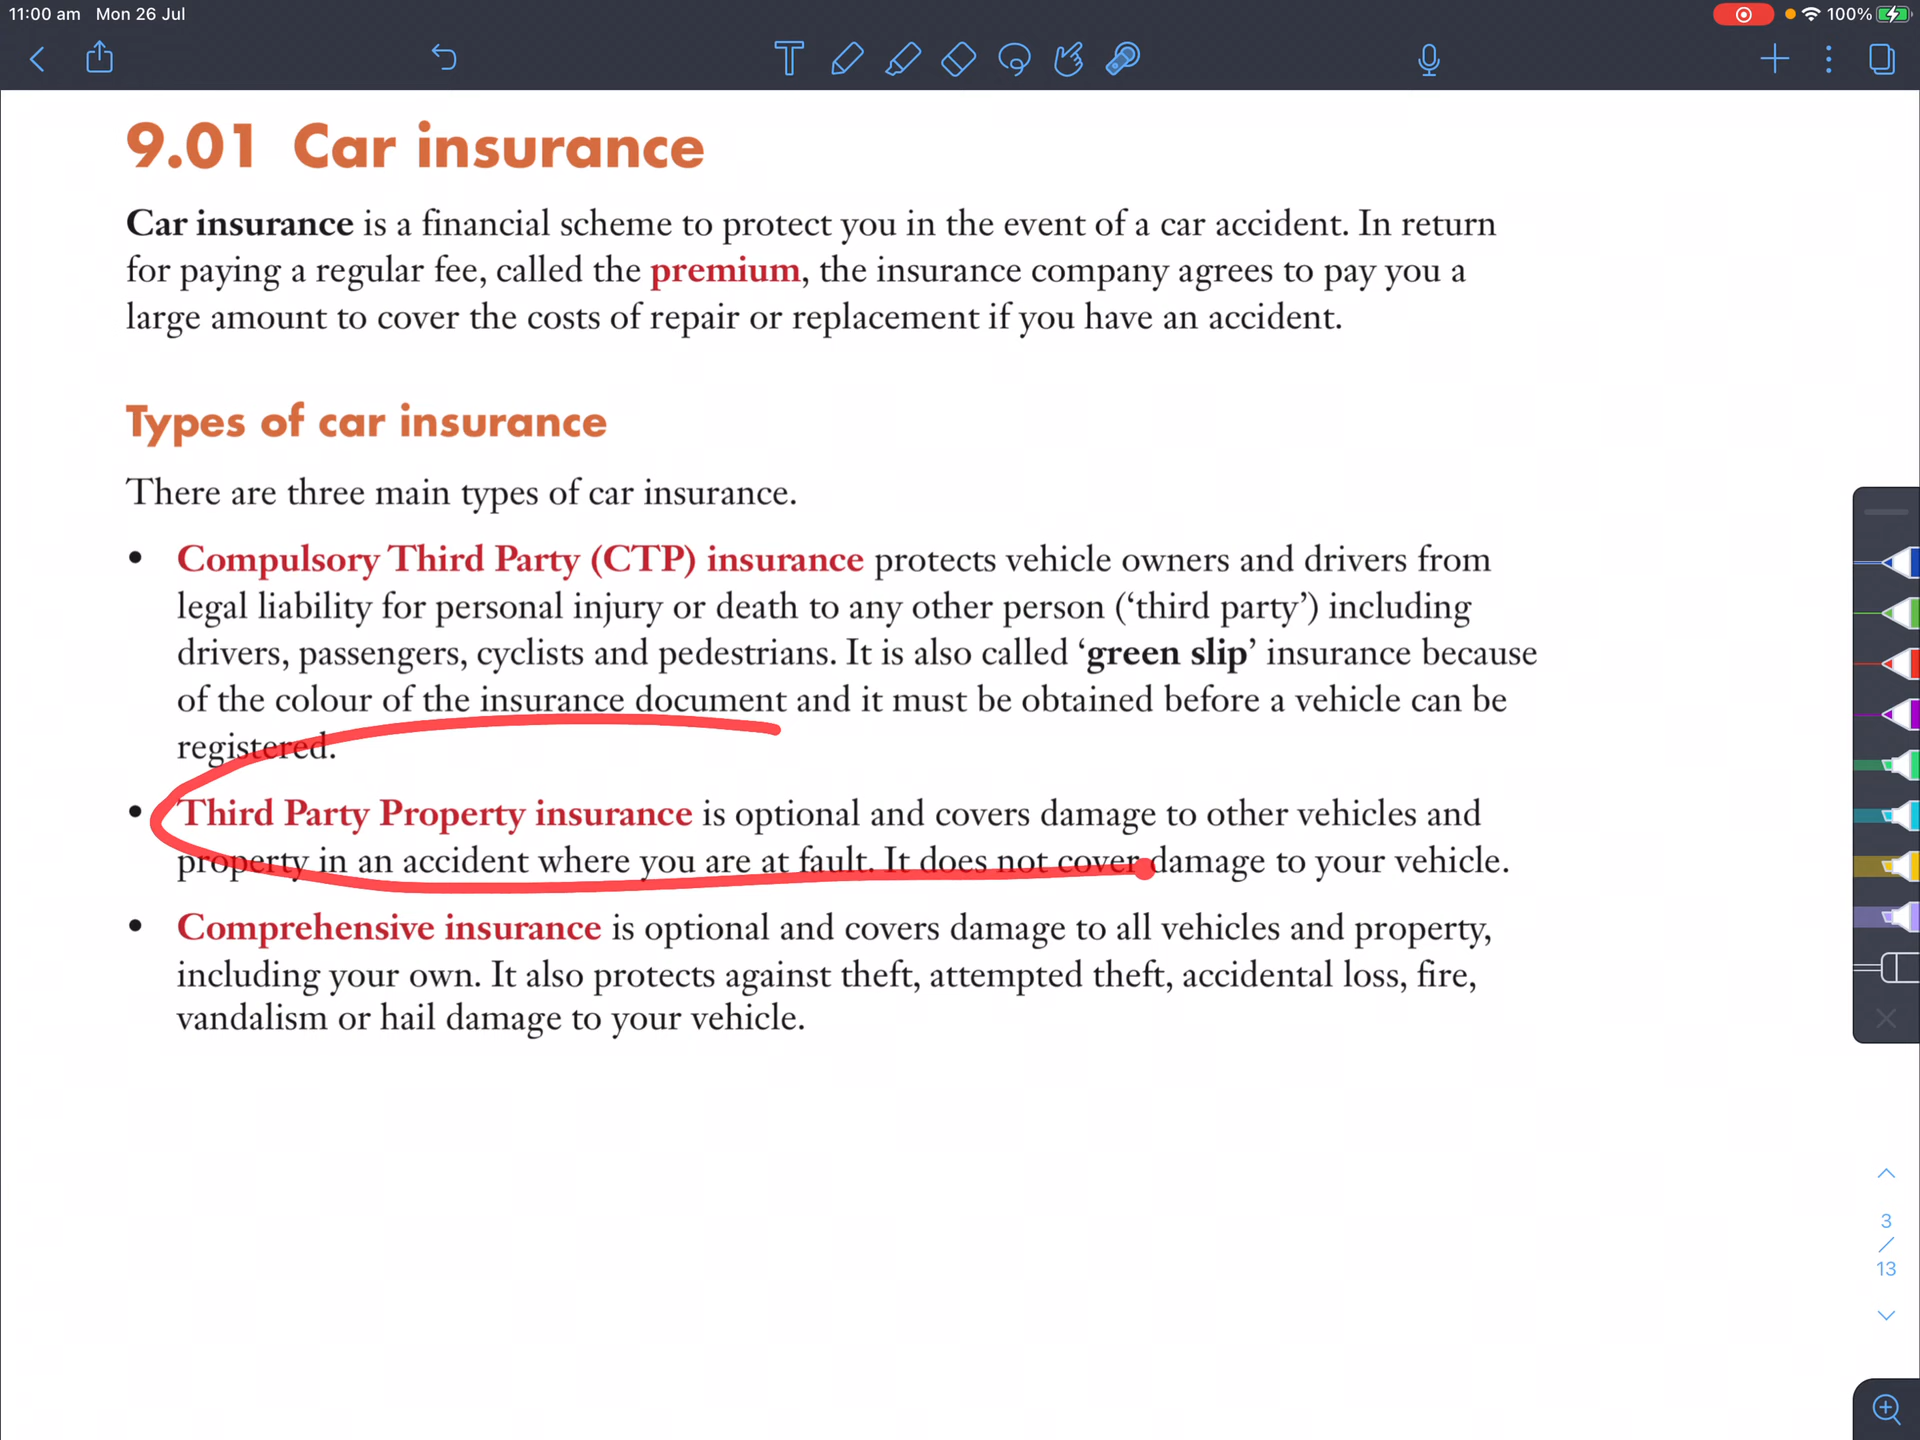 11:00 am Mon 26 Jul
100%
9.01 Car insurance
Car insurance is a financial scheme to protect you in the event of a car accident. In return
for paying a regular fee, called the premium, the insurance company agrees to pay you a
large amount to cover the costs of repair or replacement if you have an accident.
Types of car insurance
There are three main types of car insurance.
• Compulsory Third Party (CTP) insurance protects vehicle owners and drivers from
legal liability for personal injury or death to any other person (‘third party’) including
drivers, passengers, cyclists and pedestrians. It is also called ‘green slip’ insurance because
of the colour of the insurance document and it must be obtained before a vehicle can be
registered.
• Third Party Property insurance is optional and covers damage to other vehicles and
property in an accident where you are at fault. It does not cover damage to your vehicle.
• Comprehensive insurance is optional and covers damage to all vehicles and property,
including your own. It also protects against theft, attempted theft, accidental loss, fire,
vandalism or hail damage to your vehicle.
3
/
13